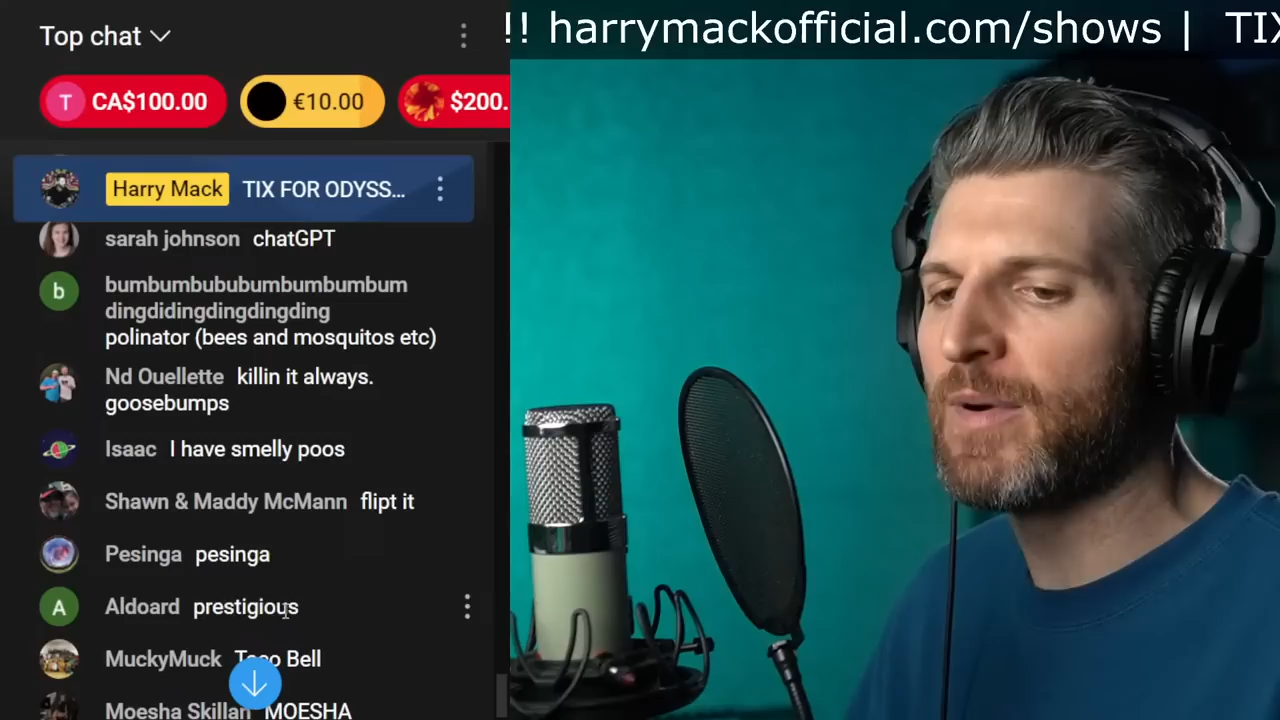 Top chat
!! harrymackofficial.com/shows | TIX
T CA$100.00 €10.00 $200.
Harry Mack TIX FOR ODYSS...
sarah johnson chatGPT
b bumbumbububumbumbumbum
dingdidingdingdingding
polinator (bees and mosquitos etc)
Nd Ouellette killin it always.
goosebumps
Isaac I have smelly poos
Shawn & Maddy McMann flipt it
Pesinga pesinga
A Aldoard prestigious
MuckyMuck Taco Bell
Moesha Skillan MOESHA